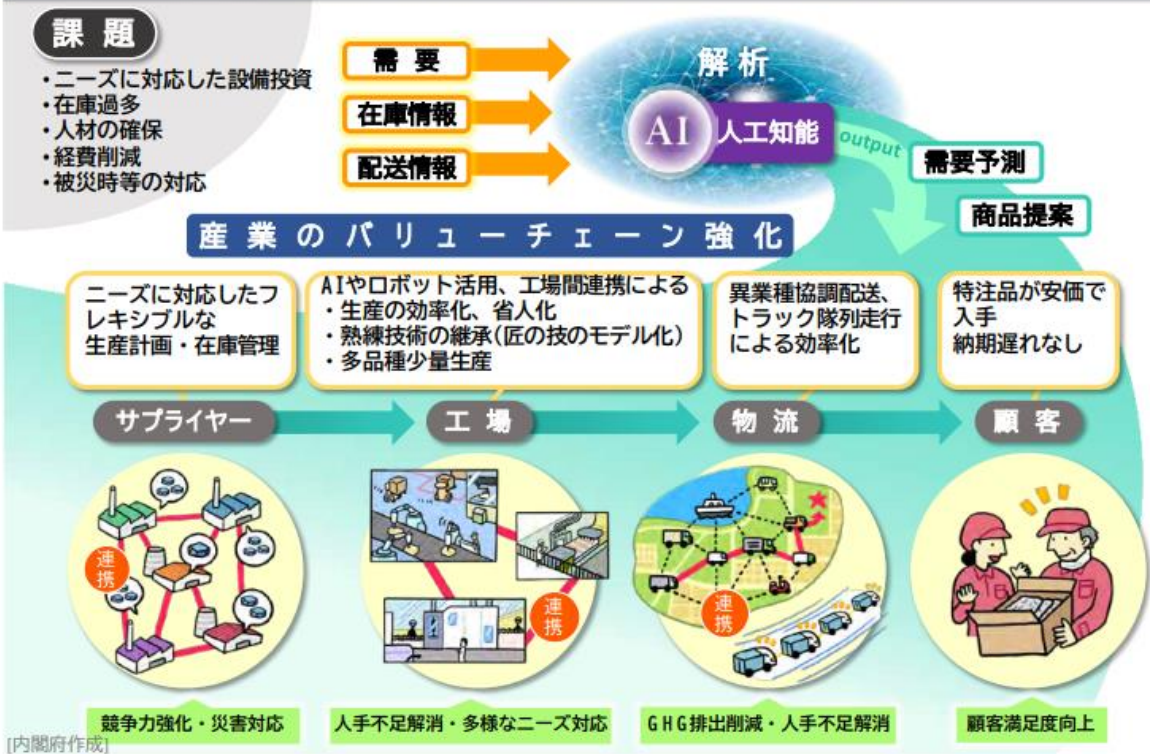 課題
・ニーズに対応した設備投資
・在庫過多
・人材の確保
・経費削減
・被災時等の対応
需要
在庫情報
配送情報
解析
AI 人工知能
output
需要予測
商品提案
産業のバリューチェーン強化
ニーズに対応したフ
レキシブルな
生産計画・在庫管理
AIやロボット活用、工場間連携による
・生産の効率化、省人化
・熟練技術の継承(匠の技のモデル化)
・多品種少量生産
異業種協調配送、
トラック隊列走行
による効率化
特注品が安価で
入手
納期遅れなし
サプライヤー
工場
物流
顧客
連携
連携
連携
競争力強化・災害対応
人手不足解消・多様なニーズ対応
GHG排出削減・人手不足解消
顧客満足度向上
[内閣府作成]